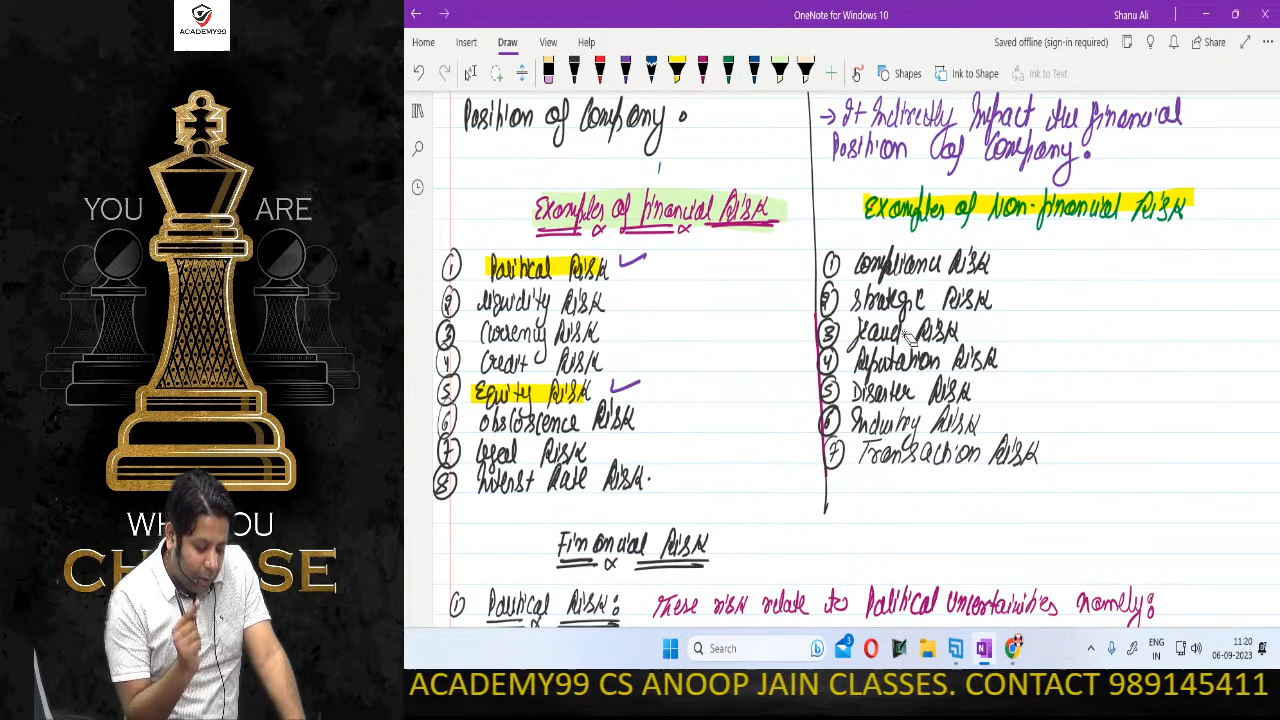 ACADEMY99
YOU ARE
WH YOU
CH SE
OneNote for Windows 10
Shanu Ali
Home Insert Draw View Help
Saved offline (sign-in required)
Share
Shapes
Ink to Shape
Ink to Text
Position of Company.
Examples of Financial Risk
① Political Risk
② Liquidity Risk
③ Currency Risk
④ Credit Risk
⑤ Equity Risk
⑥ Obsloscence Risk
⑦ Legal Risk
⑧ Interst Rate Risk.
Financial Risk
① Political Risk: These risk relate to Political Uncertainities namely:
→ It Indirectly Impact the financial
Position of Company.
Examples of Non-financial Risk
① Compliance Risk
② Strategic Risk
③ Fraud Risk
④ Reputation Risk
⑤ Disaster Risk
⑥ Industry Risk
⑦ Transaction Risk
Search
3
ENG
IN
11:20
06-09-2023
ACADEMY99 CS ANOOP JAIN CLASSES. CONTACT 989145411